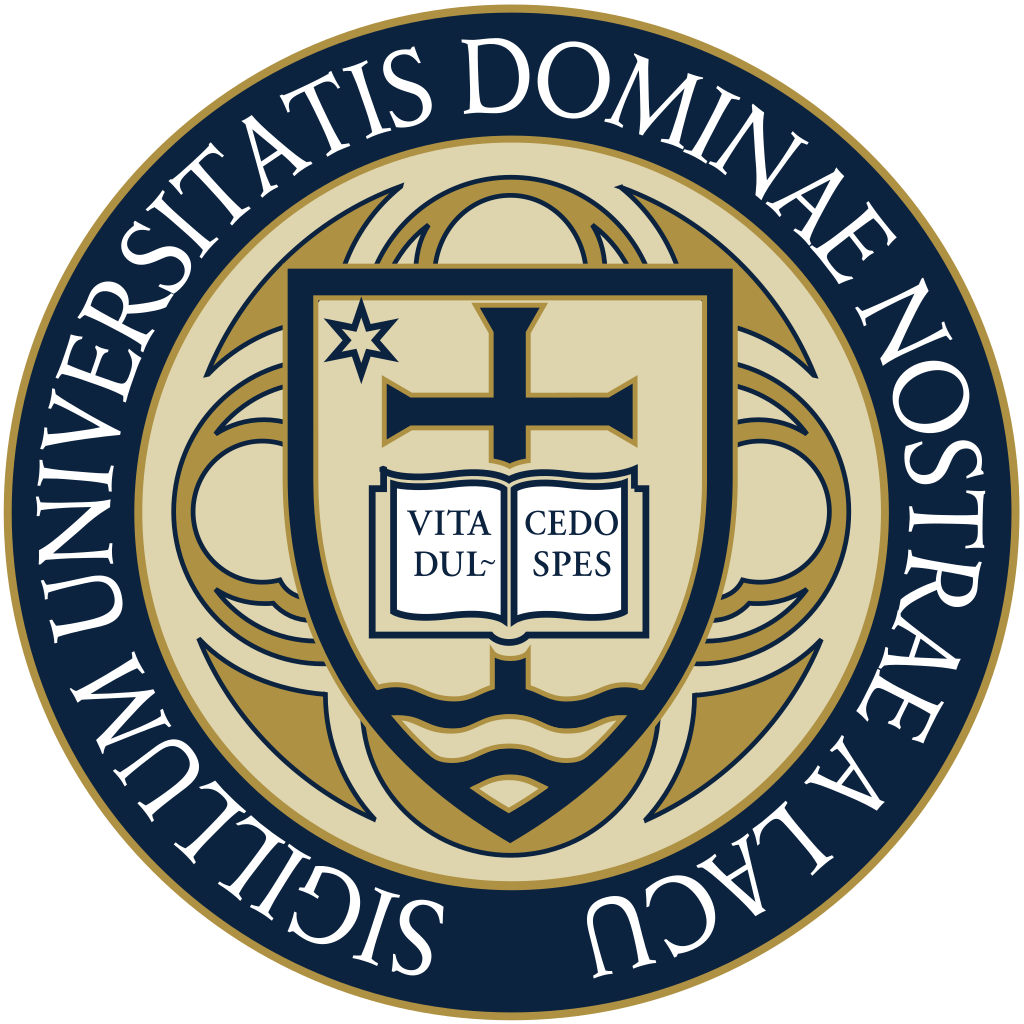 SIGILLUM UNIVERSITATIS DOMINAE NOSTRAE A LACU
VITA CEDO
DUL~ SPES